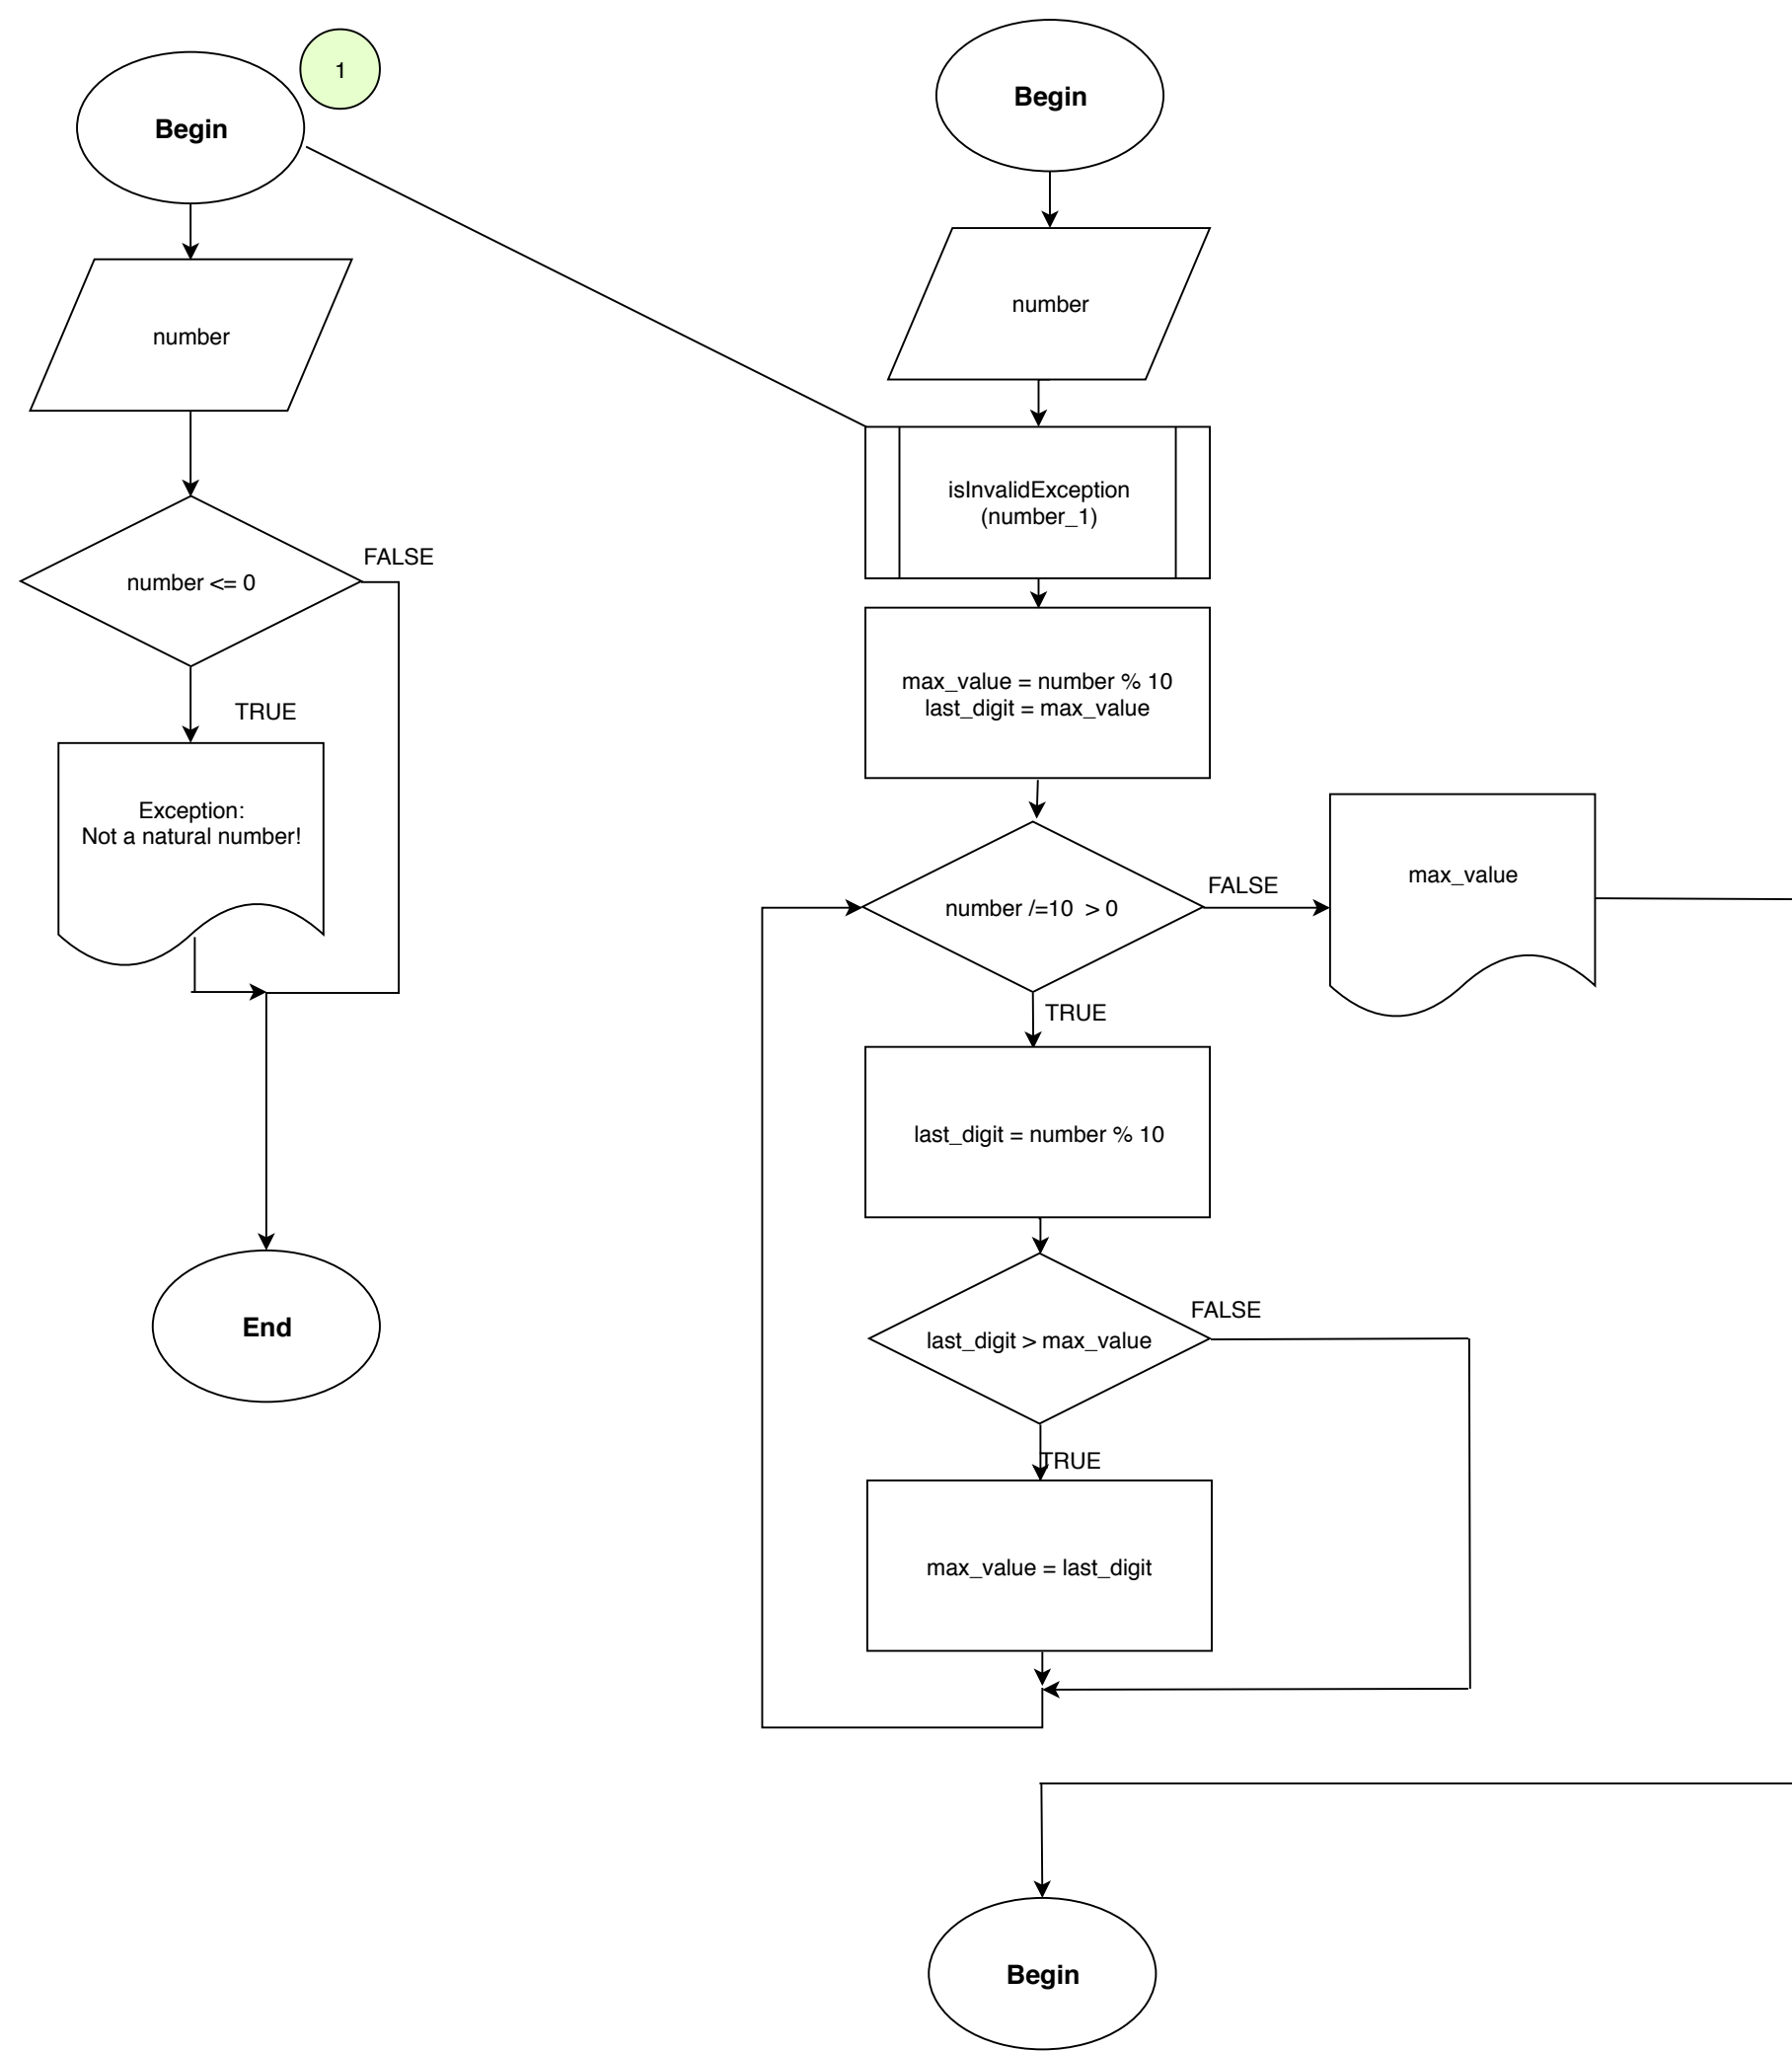 Begin
1
number
number <= 0
FALSE
TRUE
Exception:
Not a natural number!
End
Begin
number
isInvalidException
(number_1)
max_value = number % 10
last_digit = max_value
number /=10  > 0
FALSE
max_value
TRUE
last_digit = number % 10
last_digit > max_value
FALSE
TRUE
max_value = last_digit
Begin